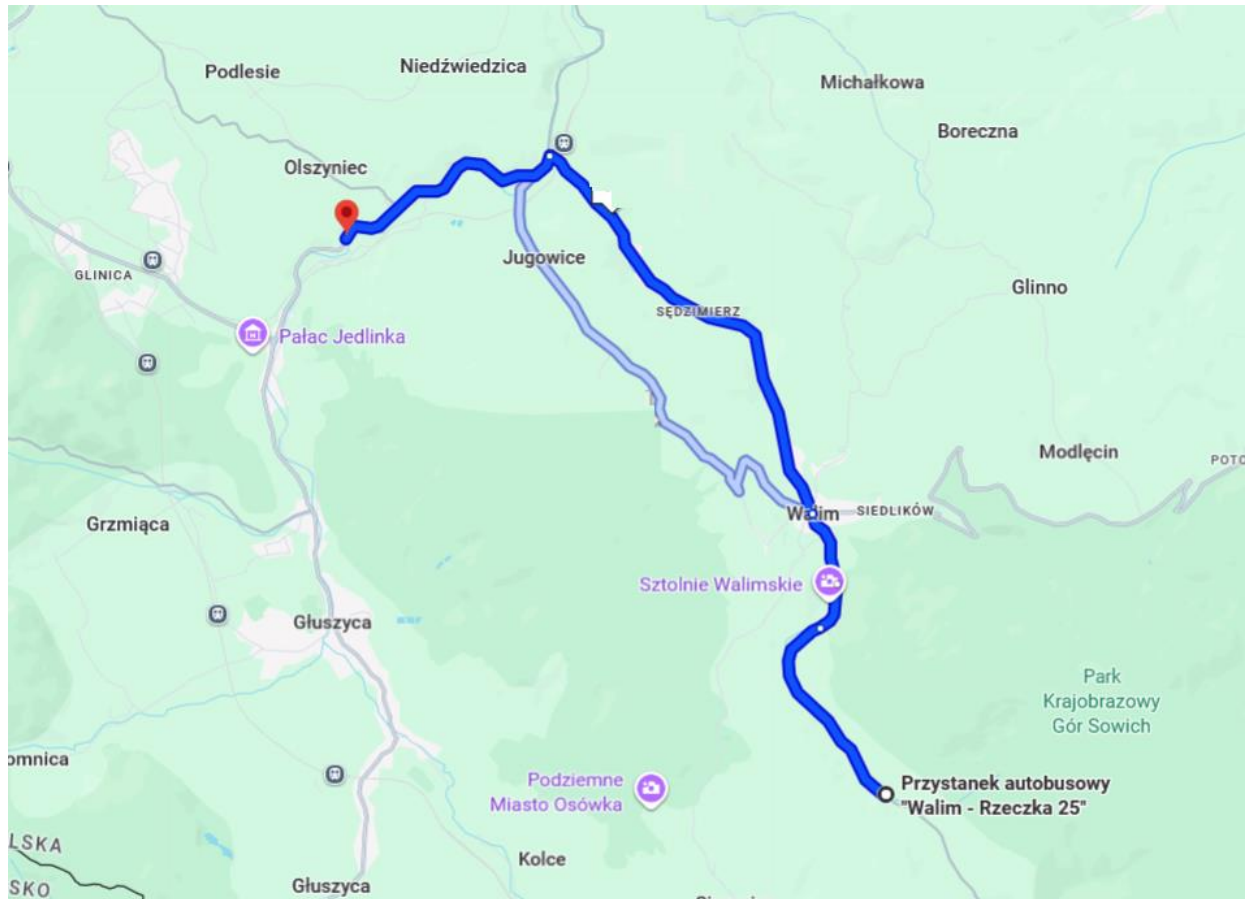 Niedźwiedzica
Podlesie
Michałkowa
Boreczna
Olszyniec
Jugowice
GLINICA
Glinno
SĘDZIMIERZ
Pałac Jedlinka
Modlęcin
POTO
Walim
SIEDLIKÓW
Grzmiąca
Sztolnie Walimskie
Głuszyca
Park
Krajobrazowy
Gór Sowich
omnica
Podziemne
Miasto Osówka
Przystanek autobusowy
"Walim - Rzeczka 25"
LSKA
Kolce
SKO
Głuszyca